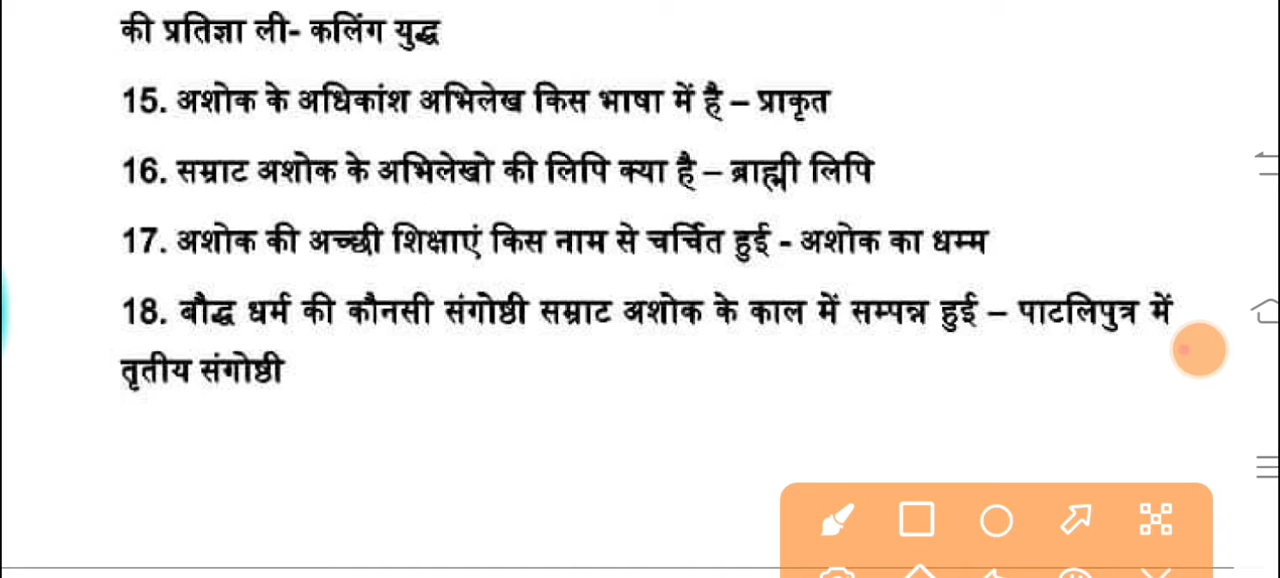 की प्रतिज्ञा ली- कलिंग युद्ध
15. अशोक के अधिकांश अभिलेख किस भाषा में है – प्राकृत
16. सम्राट अशोक के अभिलेखो की लिपि क्या है – ब्राह्मी लिपि
17. अशोक की अच्छी शिक्षाएं किस नाम से चर्चित हुई - अशोक का धम्म
18. बौद्ध धर्म की कौनसी संगोष्ठी सम्राट अशोक के काल में सम्पन्न हुई – पाटलिपुत्र में
तृतीय संगोष्ठी